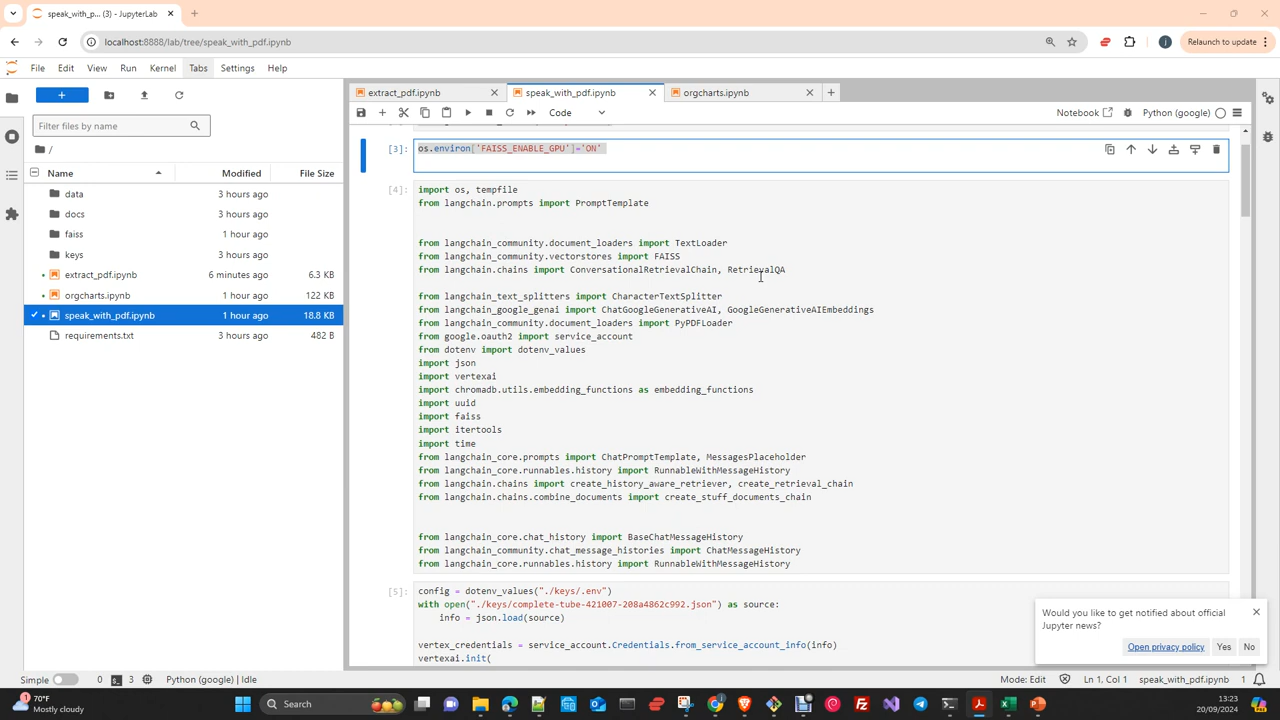 speak_with_p... (3) - JupyterLab
localhost:8888/lab/tree/speak_with_pdf.ipynb
Relaunch to update
File Edit View Run Kernel Tabs Settings Help
extract_pdf.ipynb
speak_with_pdf.ipynb
orgcharts.ipynb
Code
Notebook
Python (google)
Filter files by name
/
Name Modified File Size
data 3 hours ago
docs 3 hours ago
faiss 1 hour ago
keys 3 hours ago
extract_pdf.ipynb 6 minutes ago 6.3 KB
orgcharts.ipynb 1 hour ago 122 KB
speak_with_pdf.ipynb 1 hour ago 18.8 KB
requirements.txt 3 hours ago 482 B
[3]: os.environ['FAISS_ENABLE_GPU']='ON'
[4]: import os, tempfile
from langchain.prompts import PromptTemplate
from langchain_community.document_loaders import TextLoader
from langchain_community.vectorstores import FAISS
from langchain.chains import ConversationalRetrievalChain, RetrievalQA
from langchain_text_splitters import CharacterTextSplitter
from langchain_google_genai import ChatGoogleGenerativeAI, GoogleGenerativeAIEmbeddings
from langchain_community.document_loaders import PyPDFLoader
from google.oauth2 import service_account
from dotenv import dotenv_values
import json
import vertexai
import chromadb.utils.embedding_functions as embedding_functions
import uuid
import faiss
import itertools
import time
from langchain_core.prompts import ChatPromptTemplate, MessagesPlaceholder
from langchain_core.runnables.history import RunnableWithMessageHistory
from langchain.chains import create_history_aware_retriever, create_retrieval_chain
from langchain.chains.combine_documents import create_stuff_documents_chain
from langchain_core.chat_history import BaseChatMessageHistory
from langchain_community.chat_message_histories import ChatMessageHistory
from langchain_core.runnables.history import RunnableWithMessageHistory
[5]: config = dotenv_values("./keys/.env")
with open("./keys/complete-tube-421007-208a4862c992.json") as source:
info = json.load(source)
vertex_credentials = service_account.Credentials.from_service_account_info(info)
vertexai.init(
Would you like to get notified about official
Jupyter news?
Open privacy policy
Yes
No
Simple
0
3
Python (google) | Idle
Mode: Edit
Ln 1, Col 1
speak_with_pdf.ipynb
1
70°F
Mostly cloudy
Search
13:23
20/09/2024